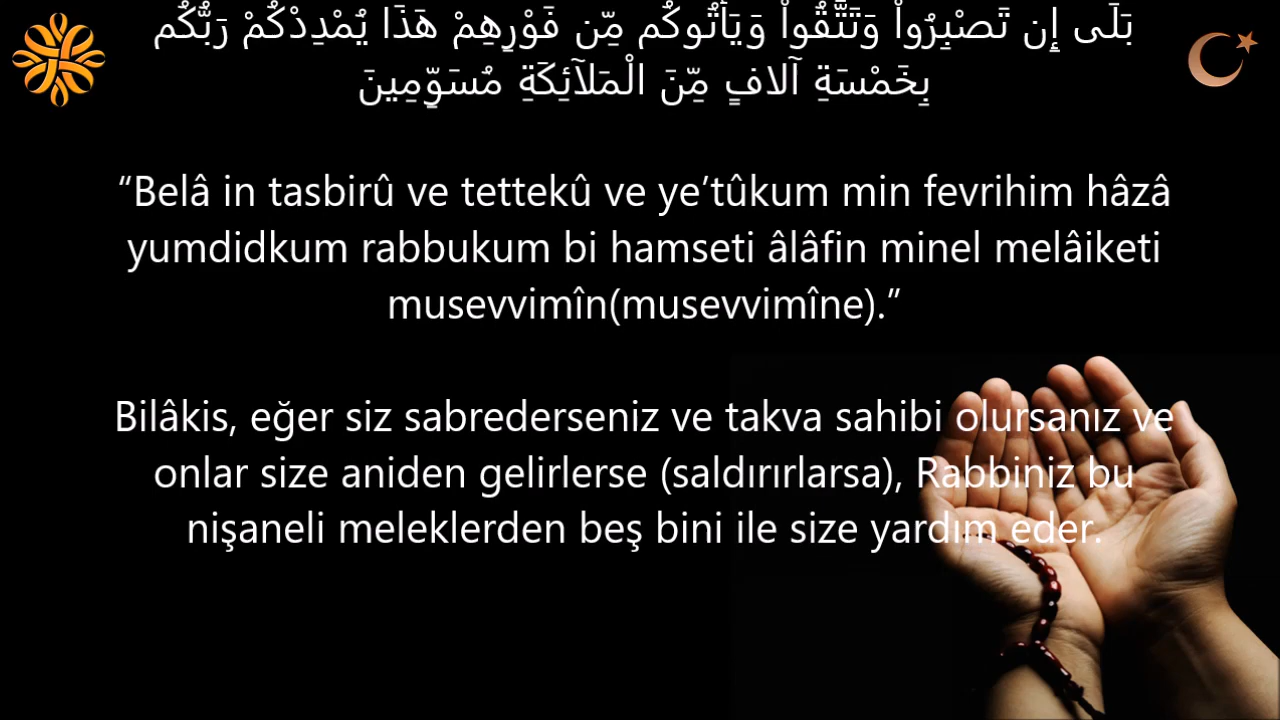 بَلَى إِن تَصْبِرُواْ وَتَتَّقُواْ وَيَأْتُوكُم مِّن فَوْرِهِمْ هَذَا يُمْدِدْكُمْ رَبُّكُم
بِخَمْسَةِ آلافٍ مِّنَ الْمَلآئِكَةِ مُسَوِّمِينَ
“Belâ in tasbirû ve tettekû ve ye’tûkum min fevrihim hâzâ
yumdidkum rabbukum bi hamseti âlâfin minel melâiketi
musevvimîn(musevvimîne).”
Bilâkis, eğer siz sabrederseniz ve takva sahibi olursanız ve
onlar size aniden gelirlerse (saldırırlarsa), Rabbiniz bu
nişaneli meleklerden beş bini ile size yardım eder.